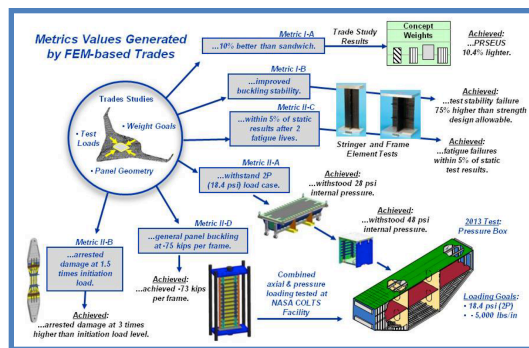 Metrics Values Generated
by FEM-based Trades
Trades Studies
• Test
Loads
• Weight Goals
• Panel Geometry
Metric I-A
...10% better than sandwich.
Trade Study
Results
Concept
Weights
Achieved:
...PRSEUS
10.4% lighter.
Metric I-B
...improved
buckling stability.
Achieved:
...test stability failure
75% higher than strength
design allowable.
Metric II-C
...within 5% of static
results after 2
fatigue lives.
Stringer and Frame
Element Tests
Achieved:
...fatigue failures
within 5% of static
test results.
Metric II-A
...withstand 2P
(18.4 psi) load case.
Achieved:
...withstood 28 psi
internal pressure.
Achieved:
...withstood 48 psi
internal pressure.
Metric II-D
...general panel buckling
at -75 kips per frame.
Achieved:
...achieved -73 kips
per frame.
Metric II-B
...arrested
damage at 1.5
times initiation
load.
Achieved:
...arrested damage at 3 times
higher than initiation load level.
Combined
axial & pressure
loading tested at
NASA COLTS
Facility
2013 Test:
Pressure Box
Loading Goals:
• 18.4 psi (2P)
• - 5,000 lbs/in